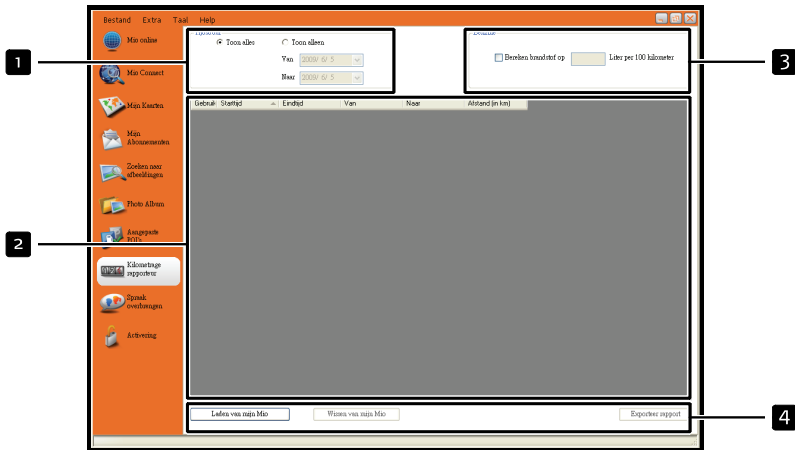 Bestand Extra Taal Help
1
2
3
4
Mio online
Mio Connect
Mijn Kaarten
Mijn
Abonnementen
Zoeken naar
afbeeldingen
Photo Album
Aangepaste
POI's
Kilometrage
rapporteur
Spraak
overbrengen
Activering
Tijdstour
Toon alles Toon alleen
Van 2009/ 6/ 5
Naar 2009/ 6/ 5
Benzine
Bereken brandstof op Liter per 100 kilometer
Gebruik Starttijd Eindtijd Van Naar Afstand (in km)
Laden van mijn Mio Wissen van mijn Mio Exporteer rapport